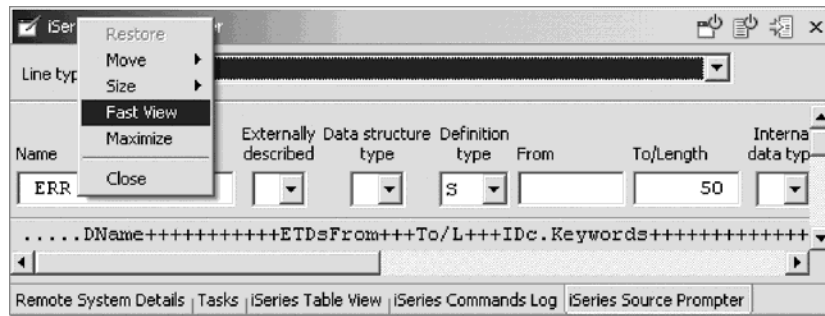 iSer r
Restore
Move
Size
Fast View
Maximize
Close
Line typ
Name
Externally described
Data structure type
Definition type
From
To/Length
Interna data typ
ERR S 50
.....DName+++++++++++ETDsFrom+++To/L+++IDc.Keywords+++++++++++++
Remote System Details Tasks iSeries Table View iSeries Commands Log iSeries Source Prompter